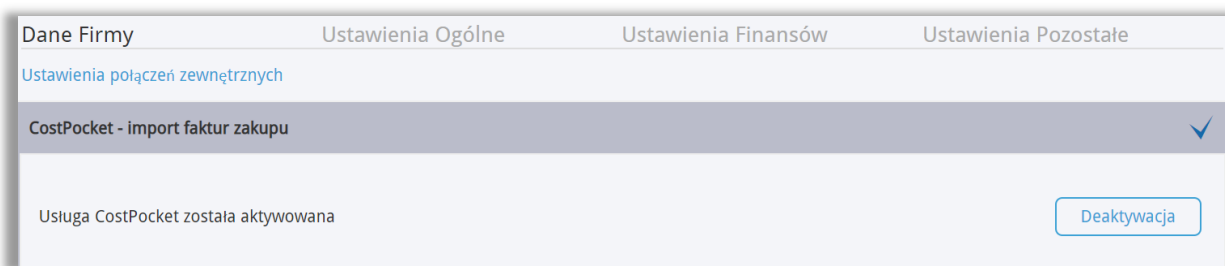 Dane Firmy Ustawienia Ogólne Ustawienia Finansów Ustawienia Pozostałe
Ustawienia połączeń zewnętrznych
CostPocket - import faktur zakupu
Usługa CostPocket została aktywowana Deaktywacja